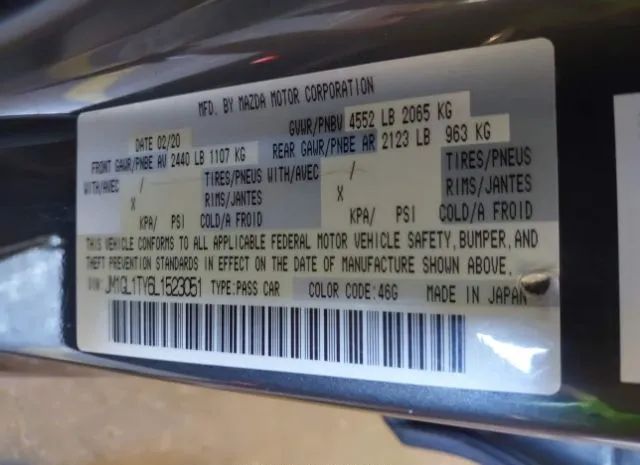 MFD. BY MAZDA MOTOR CORPORATION
DATE 02/20 GVWR/PNBV 4552 LB 2065 KG
FRONT GAWR/PNBE AV 2440 LB 1107 KG REAR GAWR/PNBE AR 2123 LB 963 KG
WITH/AVEC / TIRES/PNEUS WITH/AVEC / TIRES/PNEUS
X RIMS/JANTES X RIMS/JANTES
KPA/ PSI COLD/A FROID KPA/ PSI COLD/A FROID
THIS VEHICLE CONFORMS TO ALL APPLICABLE FEDERAL MOTOR VEHICLE SAFETY, BUMPER, AND
THEFT PREVENTION STANDARDS IN EFFECT ON THE DATE OF MANUFACTURE SHOWN ABOVE.
VIN: JM1GL1TY6L1523051 TYPE:PASS CAR COLOR CODE:46G MADE IN JAPAN